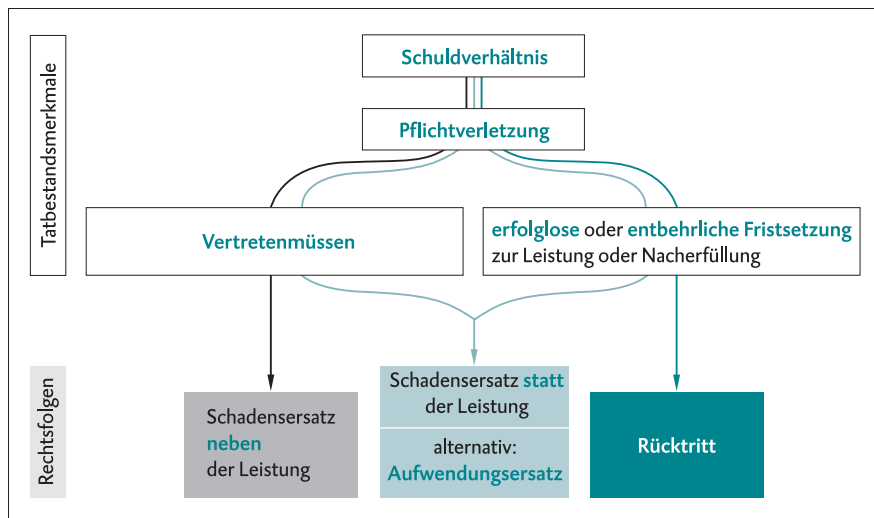 Tatbestandsmerkmale
Schuldverhältnis
Pflichtverletzung
Vertretenmüssen
erfolglose oder entbehrliche Fristsetzung
zur Leistung oder Nacherfüllung
Rechtsfolgen
Schadensersatz
neben
der Leistung
Schadensersatz statt
der Leistung
alternativ:
Aufwendungsersatz
Rücktritt